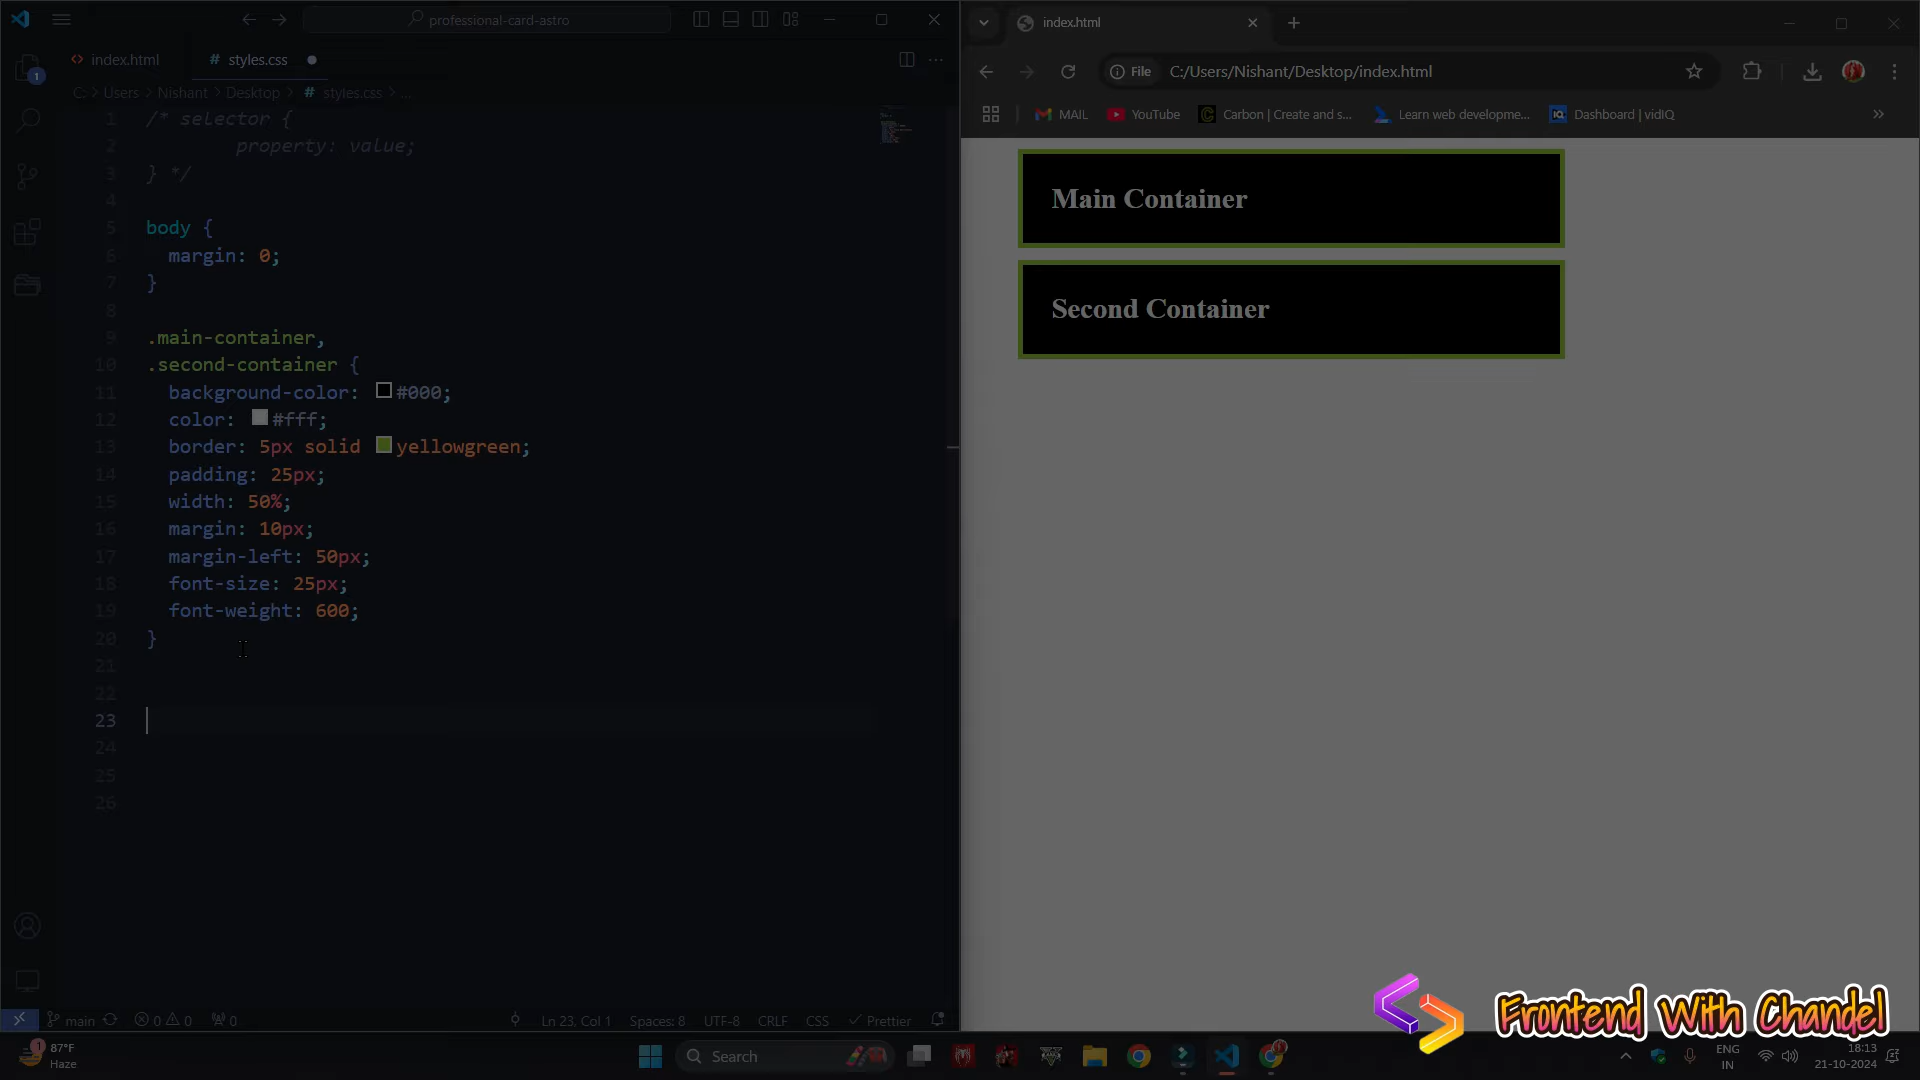 professional-card-astro
index.html
styles.css
C: > Users > Nishant > Desktop > # styles.css > ...
1 /* selector {
2 property: value;
3 } */
4
5 body {
6 margin: 0;
7 }
8
9 .main-container,
10 .second-container {
11 background-color: #000;
12 color: #fff;
13 border: 5px solid yellowgreen;
14 padding: 25px;
15 width: 50%;
16 margin: 10px;
17 margin-left: 50px;
18 font-size: 25px;
19 font-weight: 600;
20 }
21
22
23
24
25
26
main 0 0 0 Ln 23, Col 1 Spaces: 8 UTF-8 CRLF CSS Prettier
index.html
File C:/Users/Nishant/Desktop/index.html
MAIL YouTube Carbon | Create and s... Learn web developme... Dashboard | vidIQ
Main Container
Second Container
Frontend With Chandel
1 87°F
Haze
Search
ENG
IN
18:13
21-10-2024